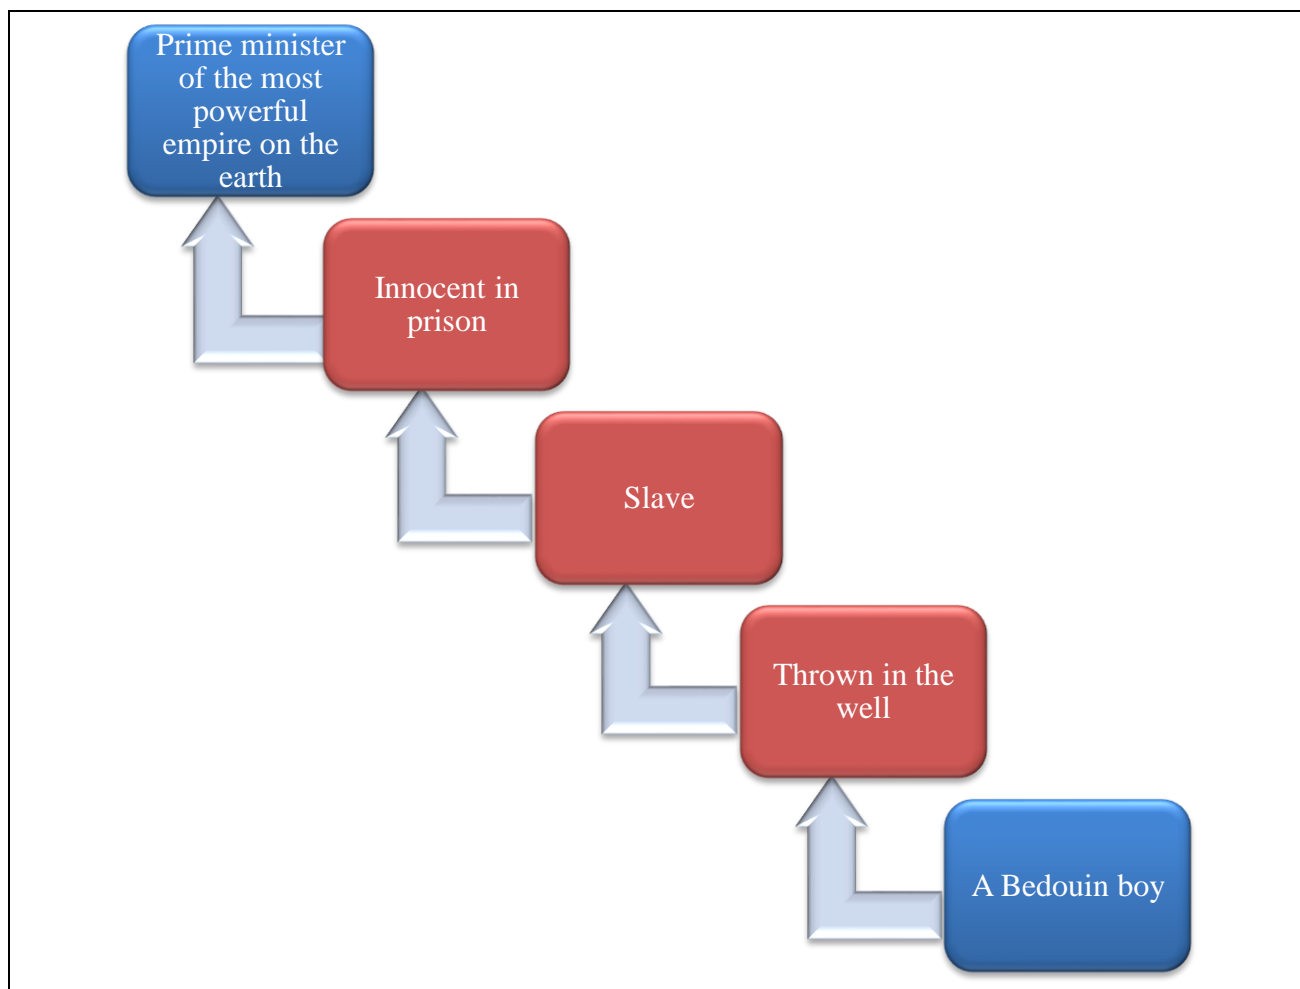 Prime minister
of the most
powerful
empire on the
earth
Innocent in
prison
Slave
Thrown in the
well
A Bedouin boy